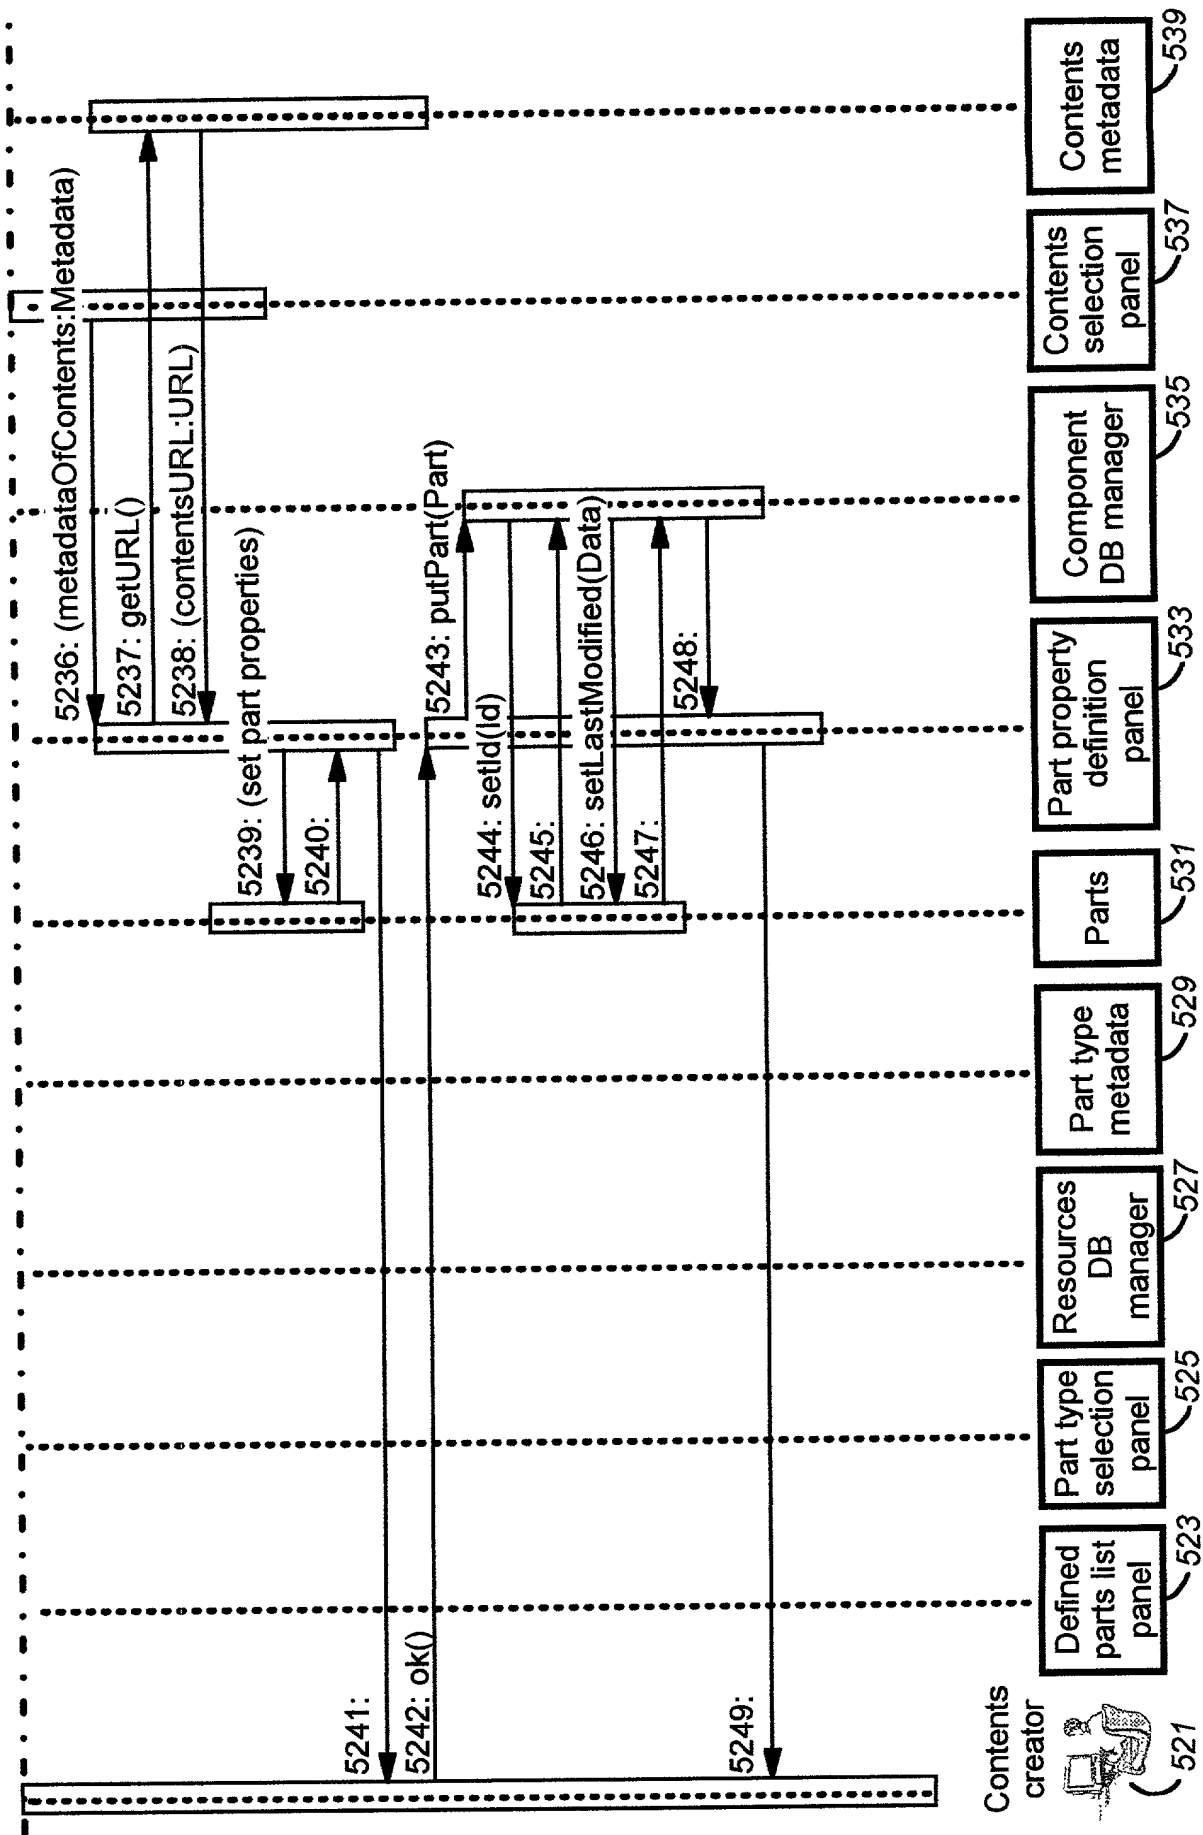 5236: (metadataOfContents:Metadata)
5237: getURL()
5238: (contentsURL:URL)
5239: (set part properties)
5240:
5241:
5242: ok()
5243: putPart(Part)
5244: setId(Id)
5245:
5246: setLastModified(Data)
5247:
5248:
5249:
Contents
creator
521
Defined
parts list
panel
523
Part type
selection
panel
525
Resources
DB
manager
527
Part type
metadata
529
Parts
531
Part property
definition
panel
533
Component
DB manager
535
Contents
selection
panel
537
Contents
metadata
539